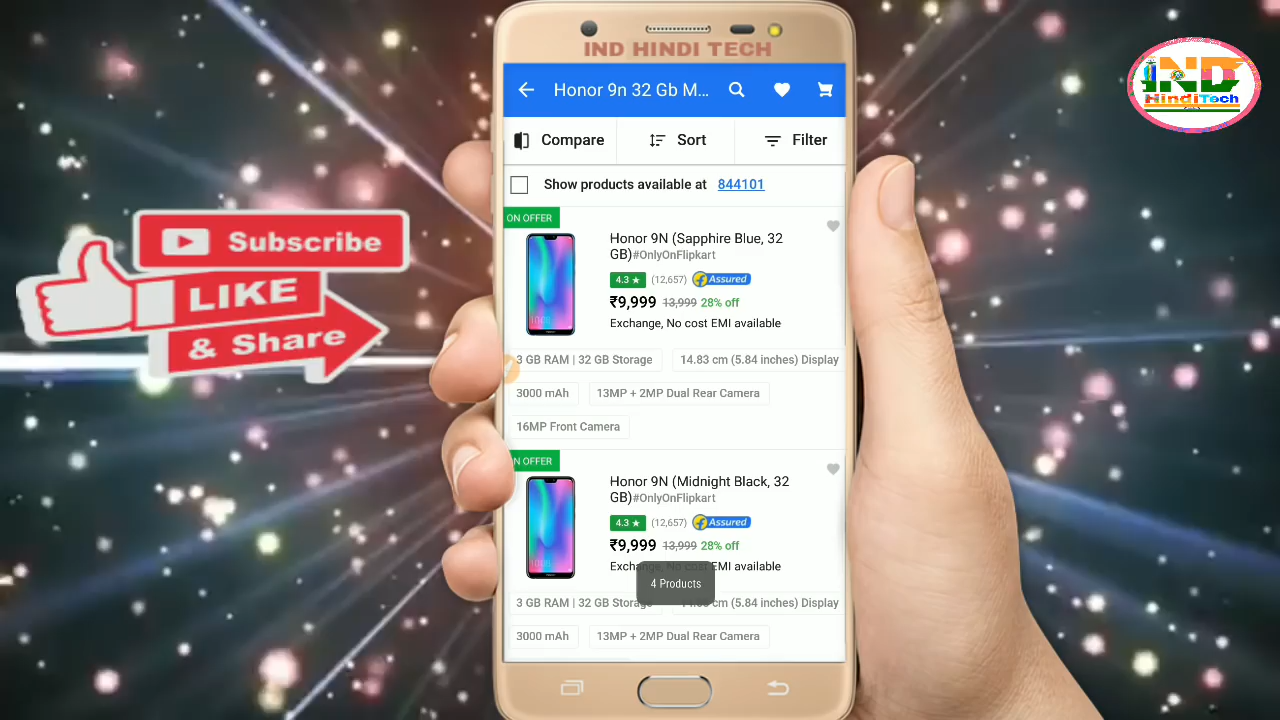 IND HINDI TECH
IND
HindiTech
Honor 9n 32 Gb M...
Compare
Sort
Filter
Show products available at 844101
ON OFFER
Honor 9N (Sapphire Blue, 32
GB)#OnlyOnFlipkart
4.3 ★ (12,657) Assured
₹9,999 13,999 28% off
Exchange, No cost EMI available
3 GB RAM | 32 GB Storage
14.83 cm (5.84 inches) Display
3000 mAh
13MP + 2MP Dual Rear Camera
16MP Front Camera
N OFFER
Honor 9N (Midnight Black, 32
GB)#OnlyOnFlipkart
4.3 ★ (12,657) Assured
₹9,999 13,999 28% off
Exchange, No cost EMI available
4 Products
3 GB RAM | 32 GB Storage
cm (5.84 inches) Display
3000 mAh
13MP + 2MP Dual Rear Camera
Subscribe
LIKE
& Share